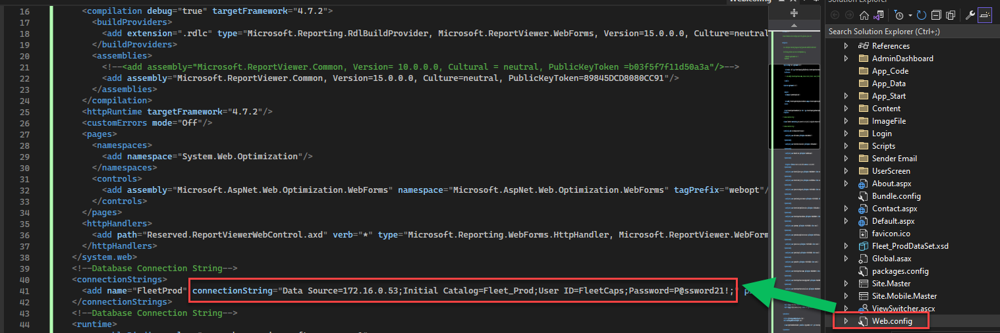 Web.config
Solution Explorer
Search Solution Explorer (Ctrl+;)
16 <compilation debug="true" targetFramework="4.7.2">
17 <buildProviders>
18 <add extension=".rdlc" type="Microsoft.Reporting.RdlBuildProvider, Microsoft.ReportViewer.WebForms, Version=15.0.0.0, Culture=neutral
19 </buildProviders>
20 <assemblies>
21 <!--<add assembly="Microsoft.ReportViewer.Common, Version= 10.0.0.0, Cultural = neutral, PublicKeyToken =b03f5f7f11d50a3a"/>-->
22 <add assembly="Microsoft.ReportViewer.Common, Version=15.0.0.0, Culture=neutral, PublicKeyToken=89845DCD8080CC91"/>
23 </assemblies>
24 </compilation>
25 <httpRuntime targetFramework="4.7.2"/>
26 <customErrors mode="Off"/>
27 <pages>
28 <namespaces>
29 <add namespace="System.Web.Optimization"/>
30 </namespaces>
31 <controls>
32 <add assembly="Microsoft.AspNet.Web.Optimization.WebForms" namespace="Microsoft.AspNet.Web.Optimization.WebForms" tagPrefix="webopt"/
33 </controls>
34 </pages>
35 <httpHandlers>
36 <add path="Reserved.ReportViewerWebControl.axd" verb="*" type="Microsoft.Reporting.WebForms.HttpHandler, Microsoft.ReportViewer.WebForm
37 </httpHandlers>
38 </system.web>
39 <!--Database Connection String-->
40 <connectionStrings>
41 <add name="FleetProd" connectionString="Data Source=172.16.0.53;Initial Catalog=Fleet_Prod;User ID=FleetCaps;Password=P@ssword21!;" p
42 </connectionStrings>
43 <!--Database Connection String-->
44 <runtime>
References
AdminDashboard
App_Code
App_Data
App_Start
Content
ImageFile
Login
Scripts
Sender Email
UserScreen
About.aspx
Bundle.config
Contact.aspx
Default.aspx
favicon.ico
Fleet_ProdDataSet.xsd
Global.asax
packages.config
Site.Master
Site.Mobile.Master
ViewSwitcher.ascx
Web.config